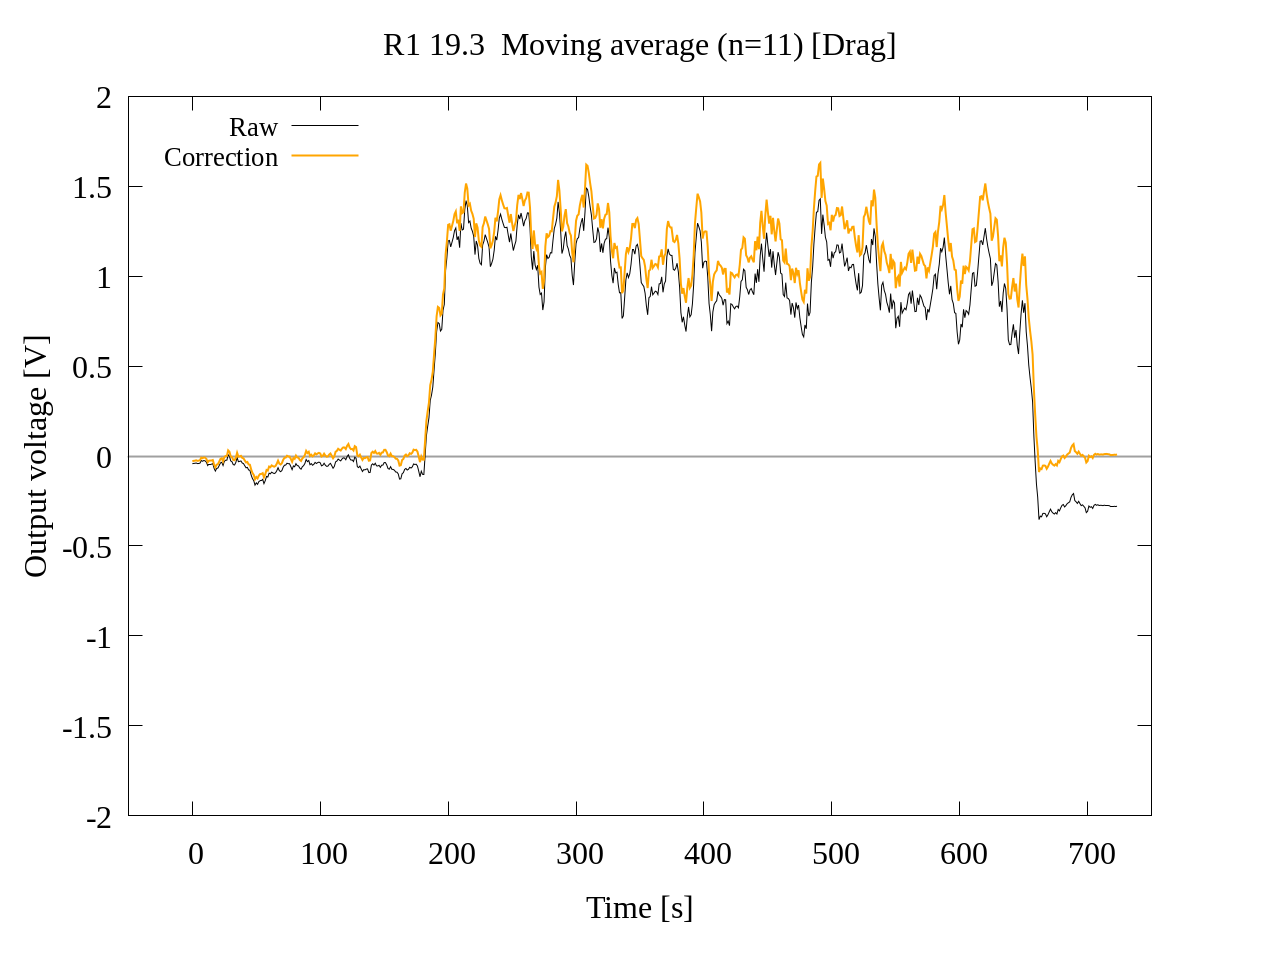 R1 19.3  Moving average (n=11) [Drag]
Raw
Correction
2
1.5
1
0.5
0
-0.5
-1
-1.5
-2
Output voltage [V]
0 100 200 300 400 500 600 700
Time [s]